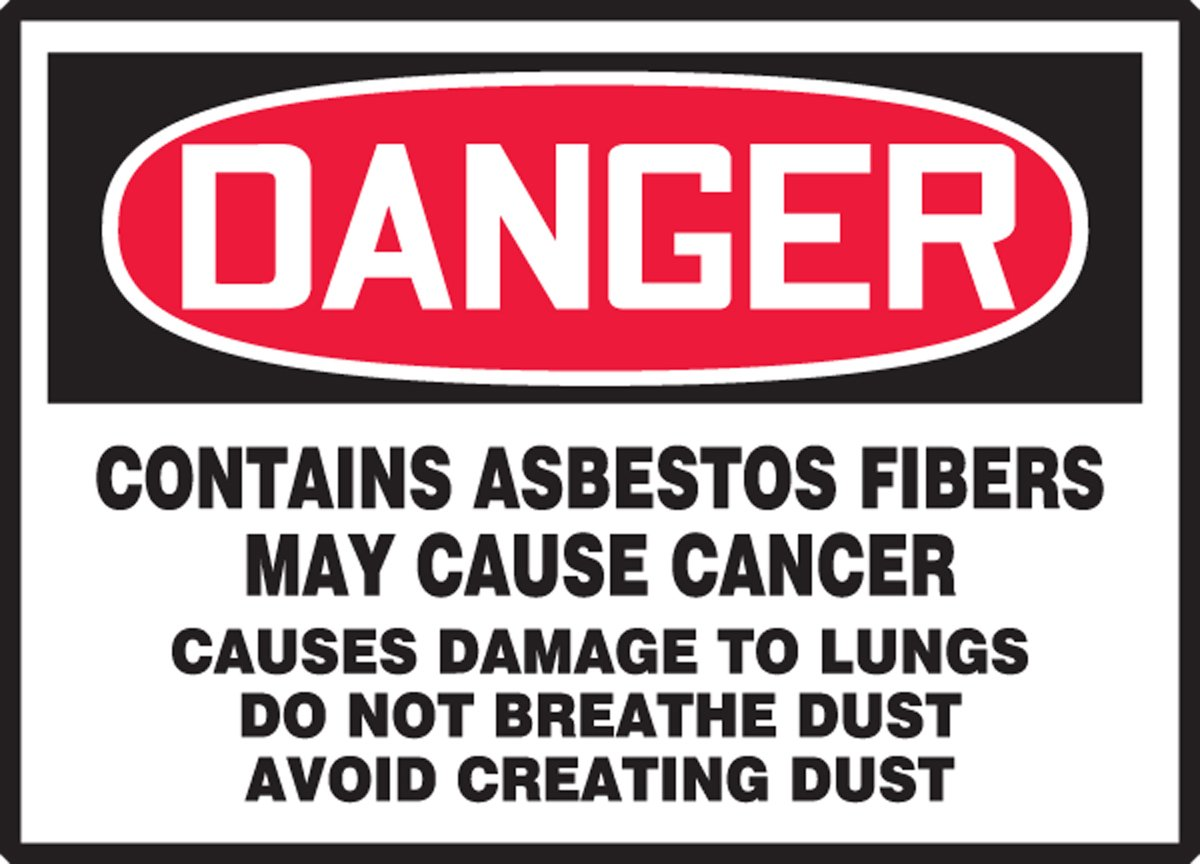 DANGER
CONTAINS ASBESTOS FIBERS
MAY CAUSE CANCER
CAUSES DAMAGE TO LUNGS
DO NOT BREATHE DUST
AVOID CREATING DUST